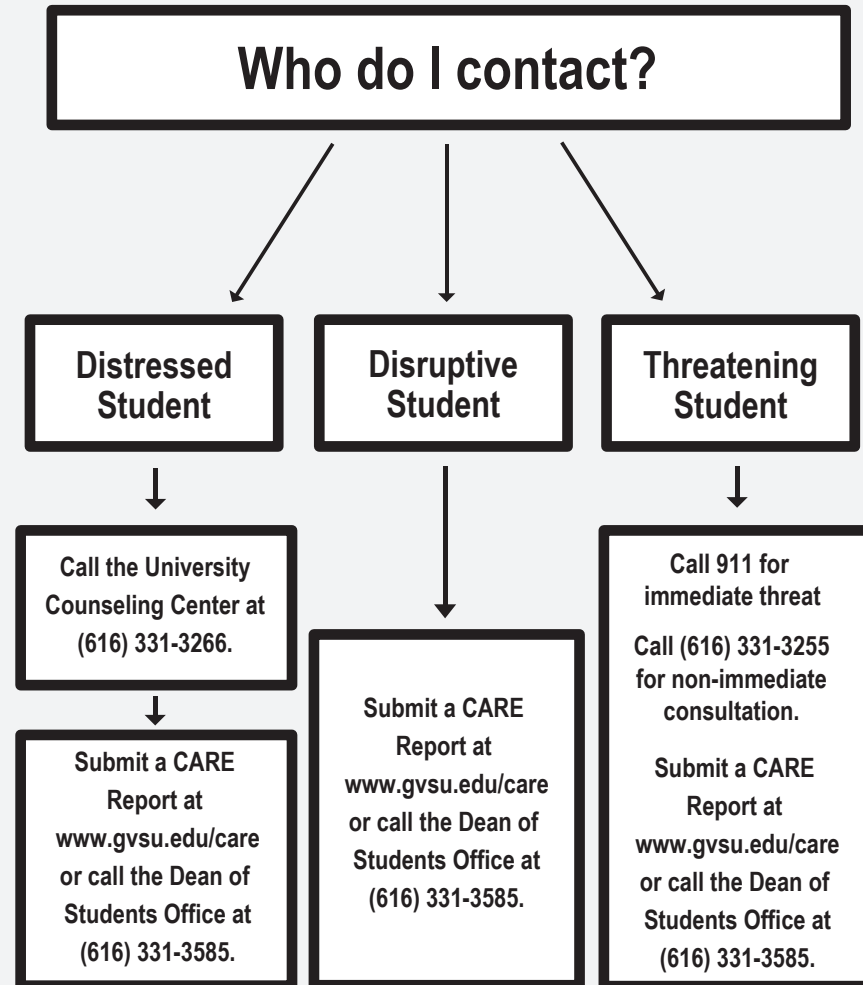 Who do I contact?
Distressed
Student
Call the University
Counseling Center at
(616) 331-3266.
Submit a CARE
Report at
www.gvsu.edu/care
or call the Dean of
Students Office at
(616) 331-3585.
Disruptive
Student
Submit a CARE
Report at
www.gvsu.edu/care
or call the Dean of
Students Office at
(616) 331-3585.
Threatening
Student
Call 911 for
immediate threat
Call (616) 331-3255
for non-immediate
consultation.
Submit a CARE
Report at
www.gvsu.edu/care
or call the Dean of
Students Office at
(616) 331-3585.